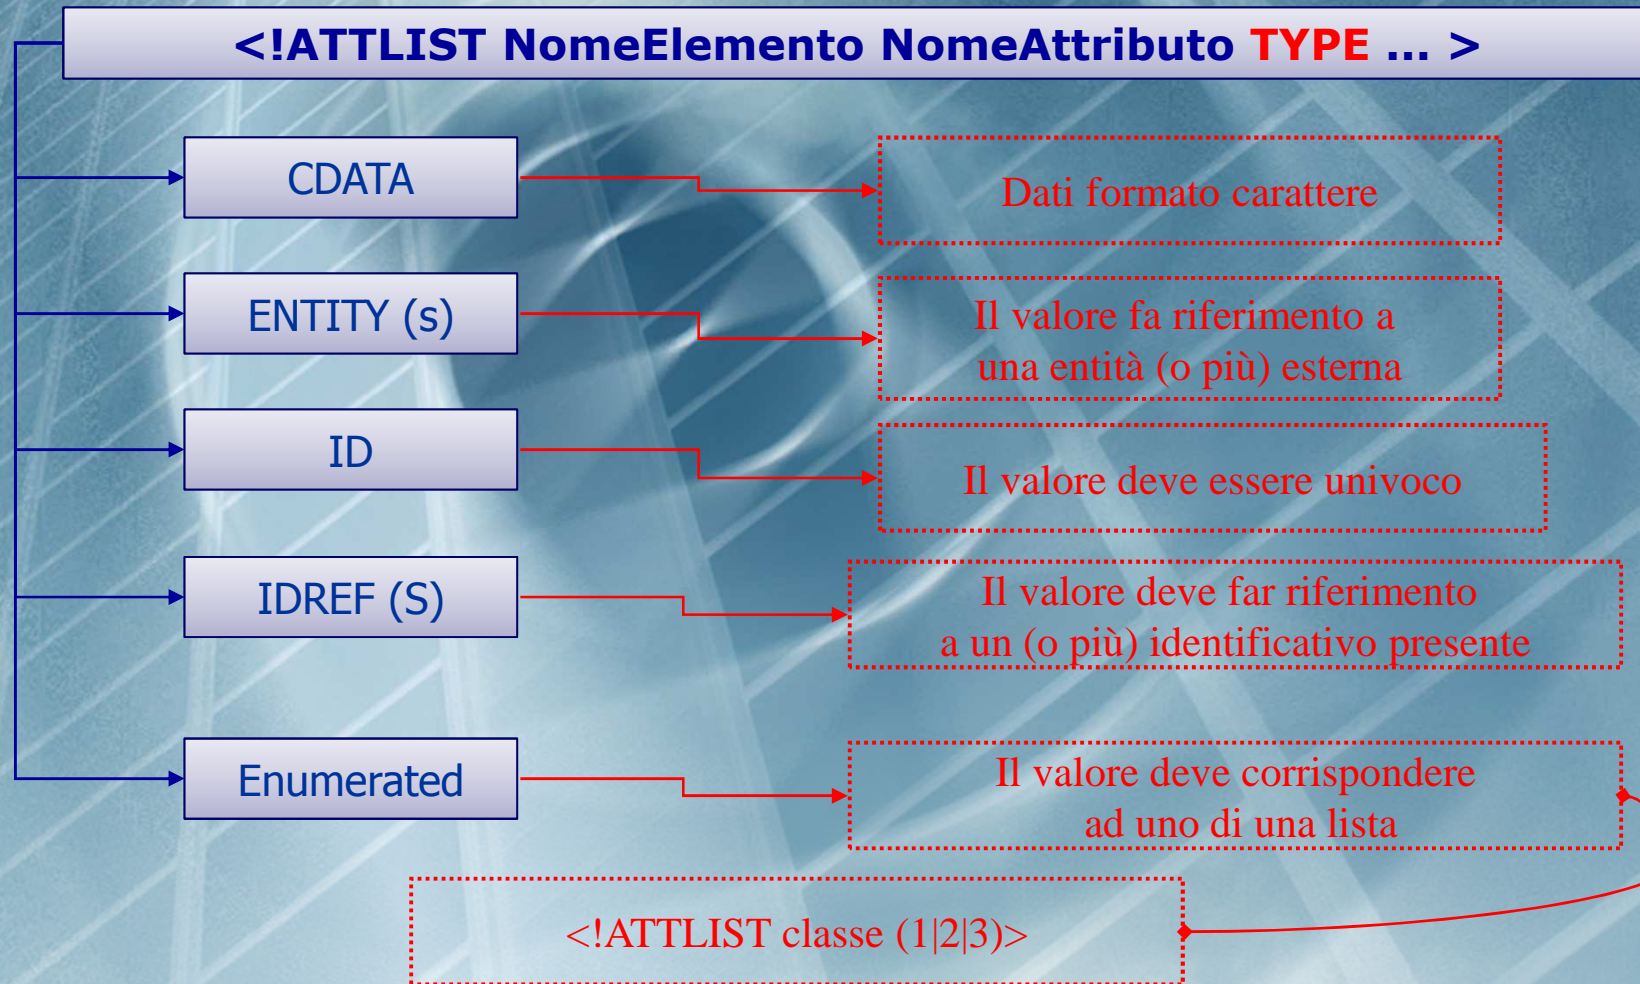 <!ATTLIST NomeElemento NomeAttributo TYPE ... >
CDATA
Dati formato carattere
ENTITY (s)
Il valore fa riferimento a
una entità (o più) esterna
ID
Il valore deve essere univoco
IDREF (S)
Il valore deve far riferimento
a un (o più) identificativo presente
Enumerated
Il valore deve corrispondere
ad uno di una lista
<!ATTLIST classe (1|2|3)>